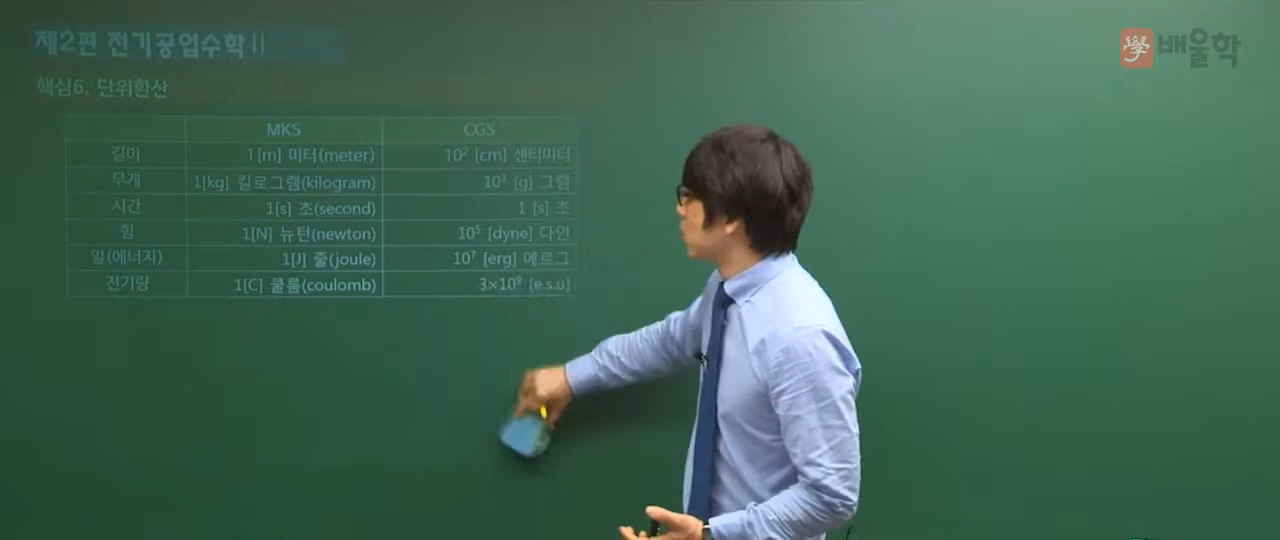 제2편 전기공업수학 II
學 배울학
핵심6. 단위환산
MKS CGS
길이 1[m] 미터(meter) 10² [cm] 센티미터
무게 1[kg] 킬로그램(kilogram) 10³ [g] 그램
시간 1[s] 초(second) 1 [s] 초
힘 1[N] 뉴턴(newton) 10⁵ [dyne] 다인
일(에너지) 1[J] 줄(joule) 10⁷ [erg] 에르그
전기량 1[C] 쿨롬(coulomb) 3×10⁹ [e.s.u]